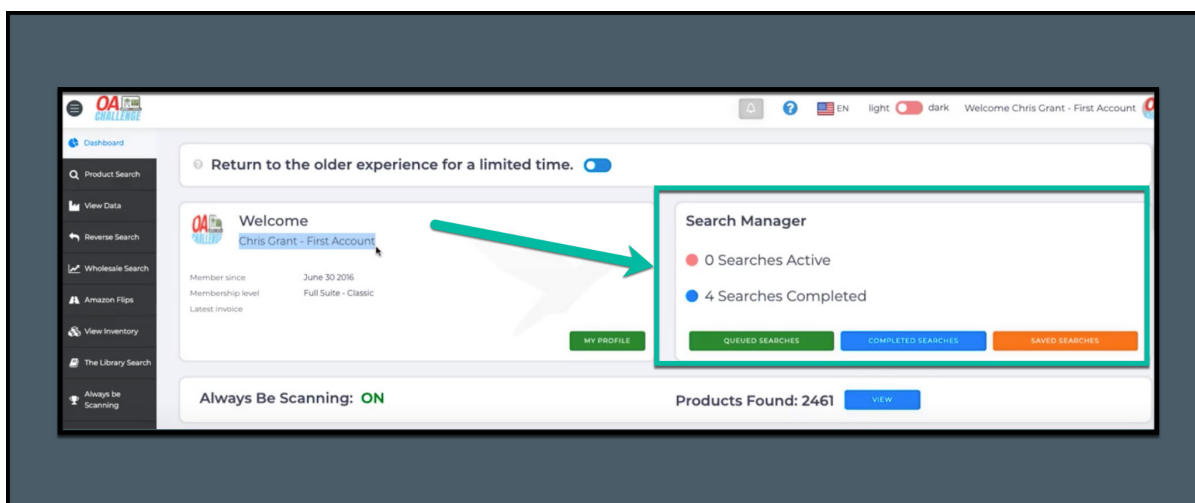 OA
CHALLENGE
EN
light
dark
Welcome Chris Grant - First Account
Dashboard
Product Search
View Data
Reverse Search
Wholesale Search
Amazon Flips
View Inventory
The Library Search
Always be
Scanning
Return to the older experience for a limited time.
OA
CHALLENGE
Welcome
Chris Grant - First Account
Member since June 30 2016
Membership level Full Suite - Classic
Latest invoice
MY PROFILE
Search Manager
0 Searches Active
4 Searches Completed
QUEUED SEARCHES
COMPLETED SEARCHES
SAVED SEARCHES
Always Be Scanning: ON
Products Found: 2461
VIEW